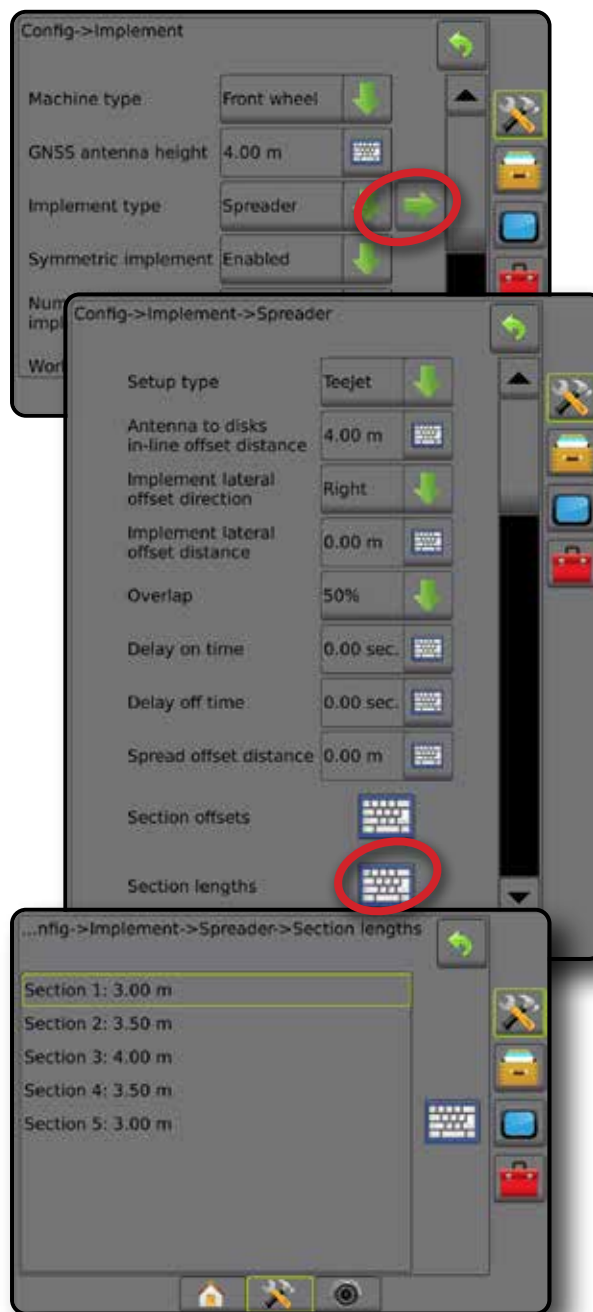 Config->Implement
Machine type Front wheel
GNSS antenna height 4.00 m
Implement type Spreader
Symmetric implement Enabled
Config->Implement->Spreader
Setup type Teejet
Antenna to disks
in-line offset distance 4.00 m
Implement lateral
offset direction Right
Implement lateral
offset distance 0.00 m
Overlap 50%
Delay on time 0.00 sec.
Delay off time 0.00 sec.
Spread offset distance 0.00 m
Section offsets
Section lengths
...nfig->Implement->Spreader->Section lengths
Section 1: 3.00 m
Section 2: 3.50 m
Section 3: 4.00 m
Section 4: 3.50 m
Section 5: 3.00 m